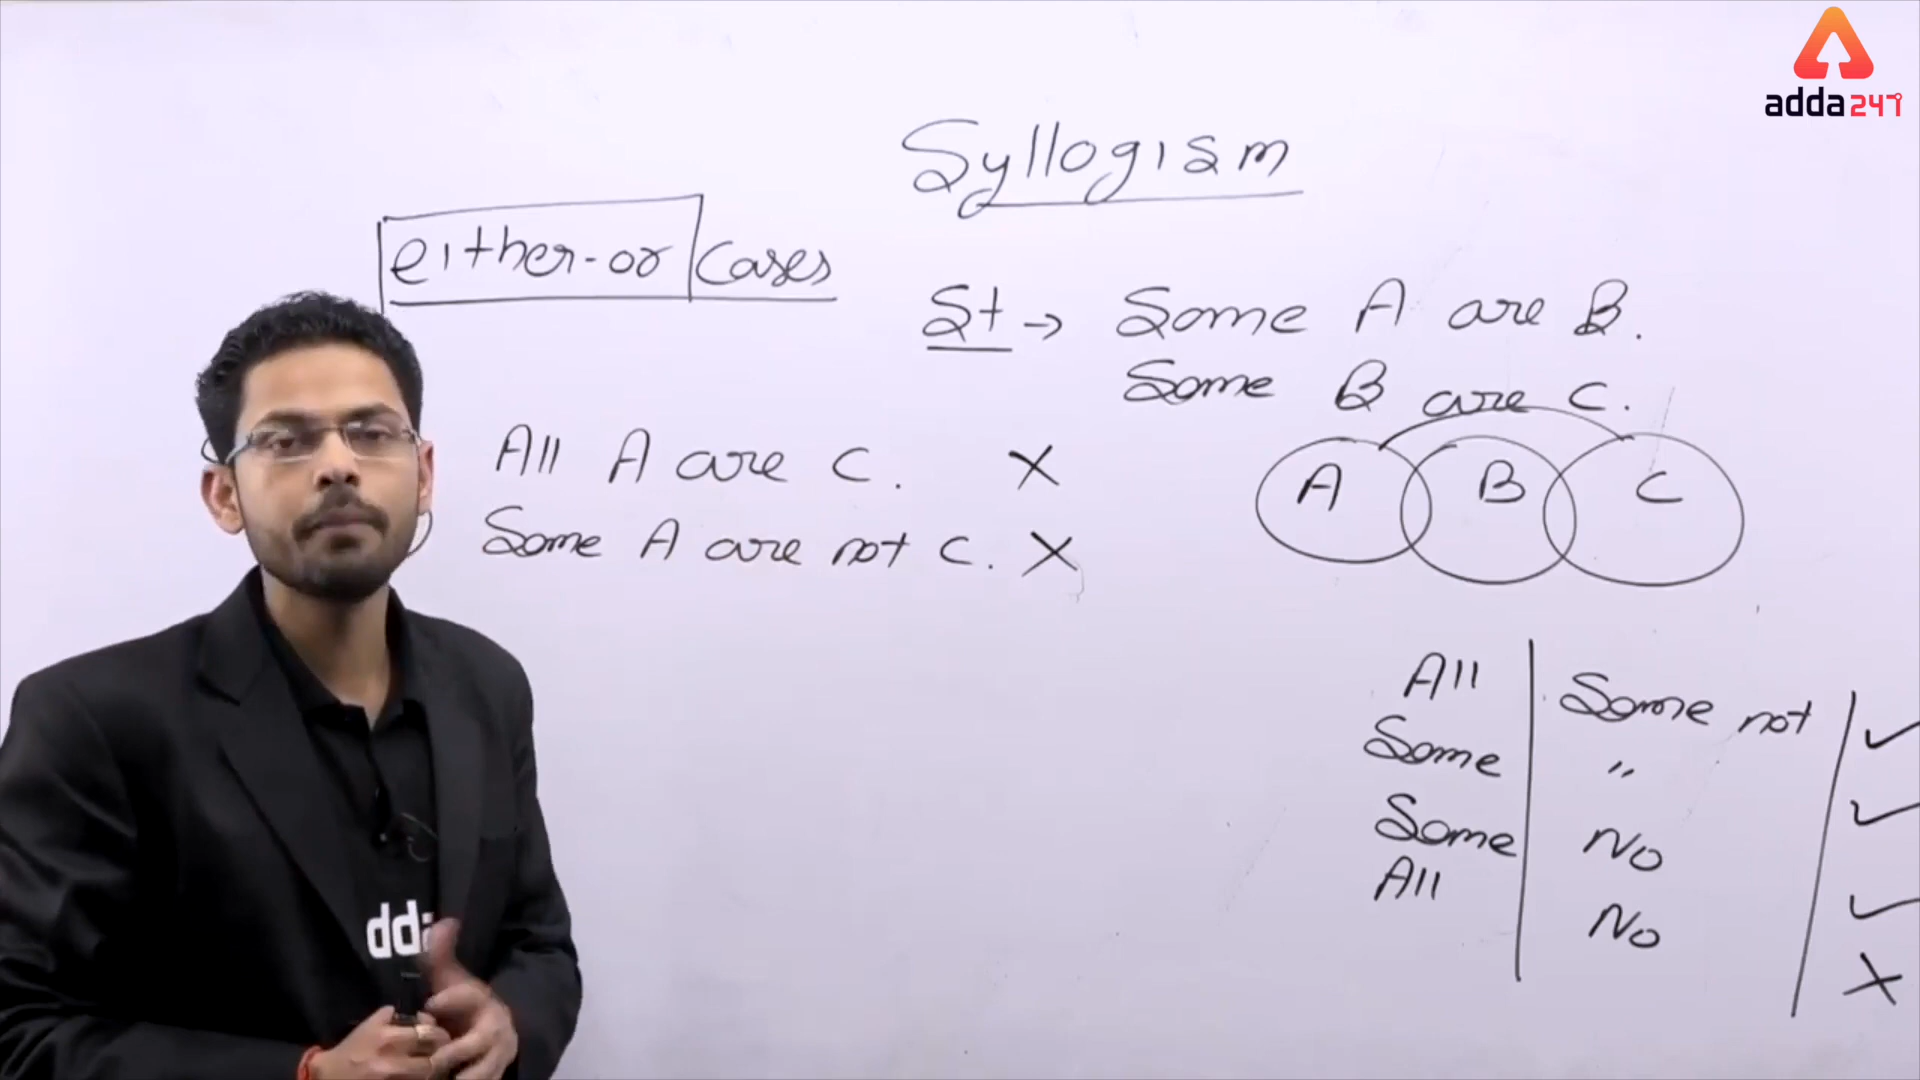 adda247
Syllogism
either-or cases
St → Some A are B.
Some B are C.
All A are C. X
Some A are not C. X
A B C
All Some not ✓
Some " ✓
Some No ✓
All No X
dda